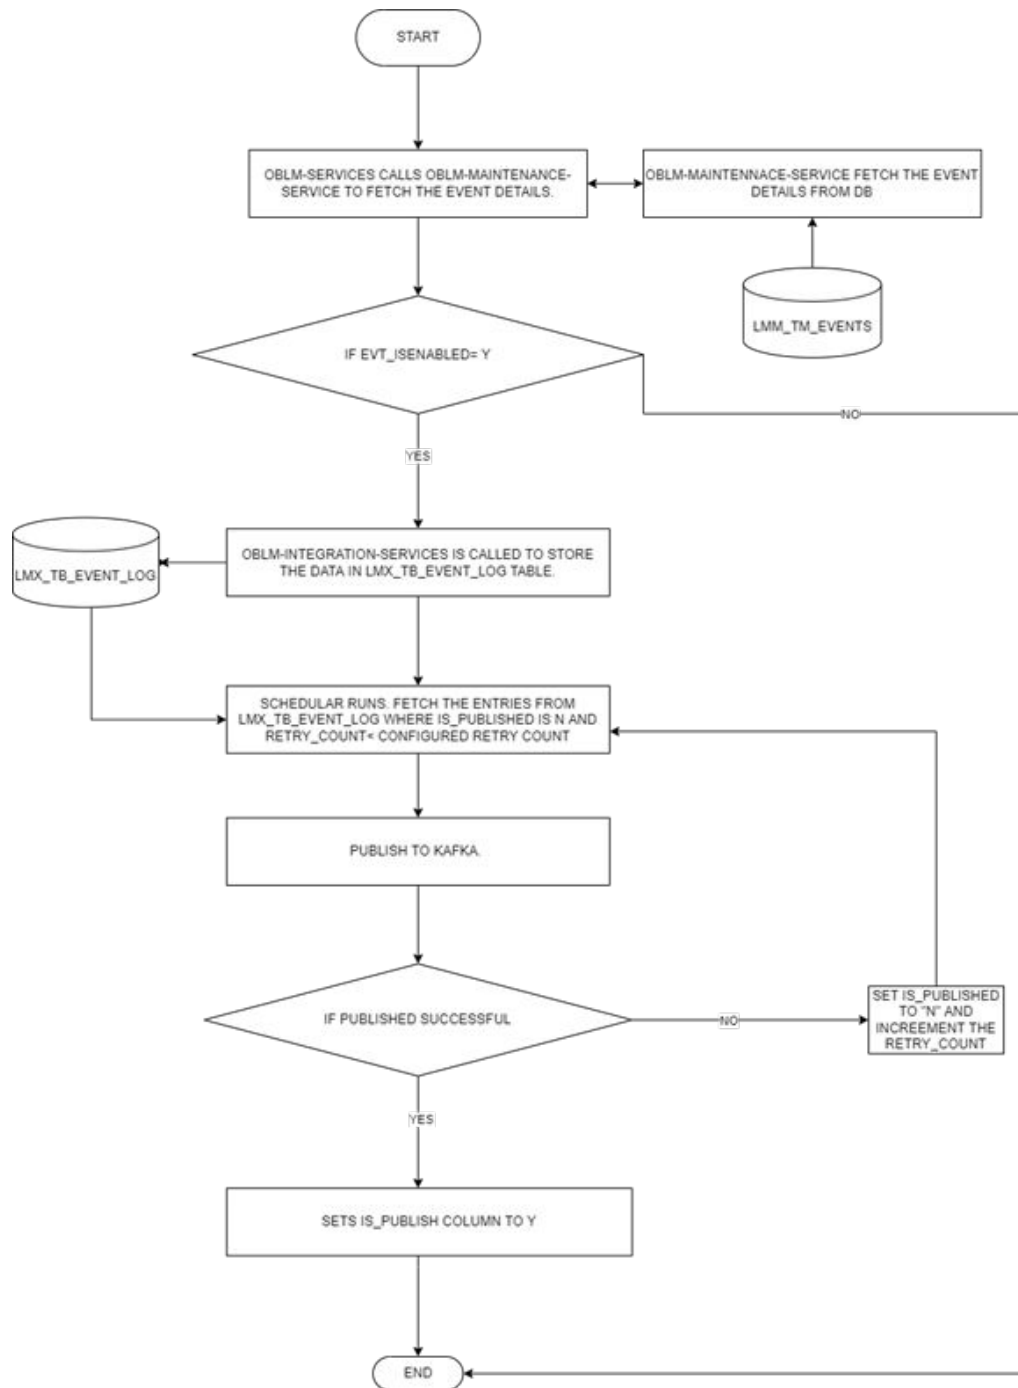 START
OBLM-SERVICES CALLS OBLM-MAINTENANCE-
SERVICE TO FETCH THE EVENT DETAILS.
OBLM-MAINTENNACE-SERVICE FETCH THE EVENT
DETAILS FROM DB
LMM_TM_EVENTS
IF EVT_ISENABLED= Y
NO
YES
LMX_TB_EVENT_LOG
OBLM-INTEGRATION-SERVICES IS CALLED TO STORE
THE DATA IN LMX_TB_EVENT_LOG TABLE.
SCHEDULAR RUNS. FETCH THE ENTRIES FROM
LMX_TB_EVENT_LOG WHERE IS_PUBLISHED IS N AND
RETRY_COUNT< CONFIGURED RETRY COUNT
PUBLISH TO KAFKA.
IF PUBLISHED SUCCESSFUL
NO
SET IS_PUBLISHED
TO "N" AND
INCREEMENT THE
RETRY_COUNT
YES
SETS IS_PUBLISH COLUMN TO Y
END